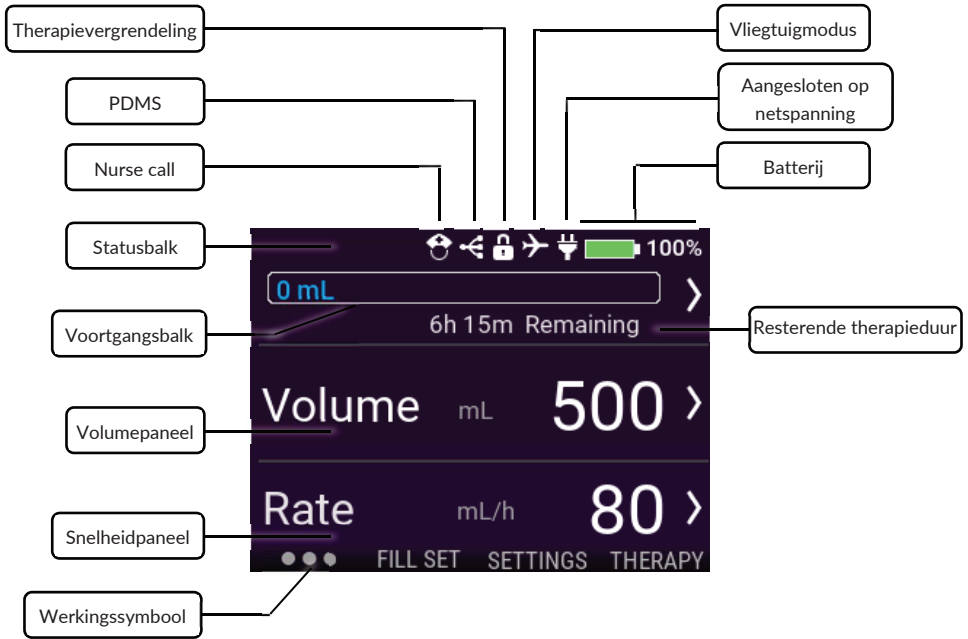 Therapievergrendeling
Vliegtuigmodus
PDMS
Aangesloten op
netspanning
Nurse call
Batterij
Statusbalk
100%
0 mL
6h 15m Remaining
Voortgangsbalk
Resterende therapieduur
Volume mL 500
Volumepaneel
Rate mL/h 80
Snelheidpaneel
FILL SET SETTINGS THERAPY
Werkingssymbool